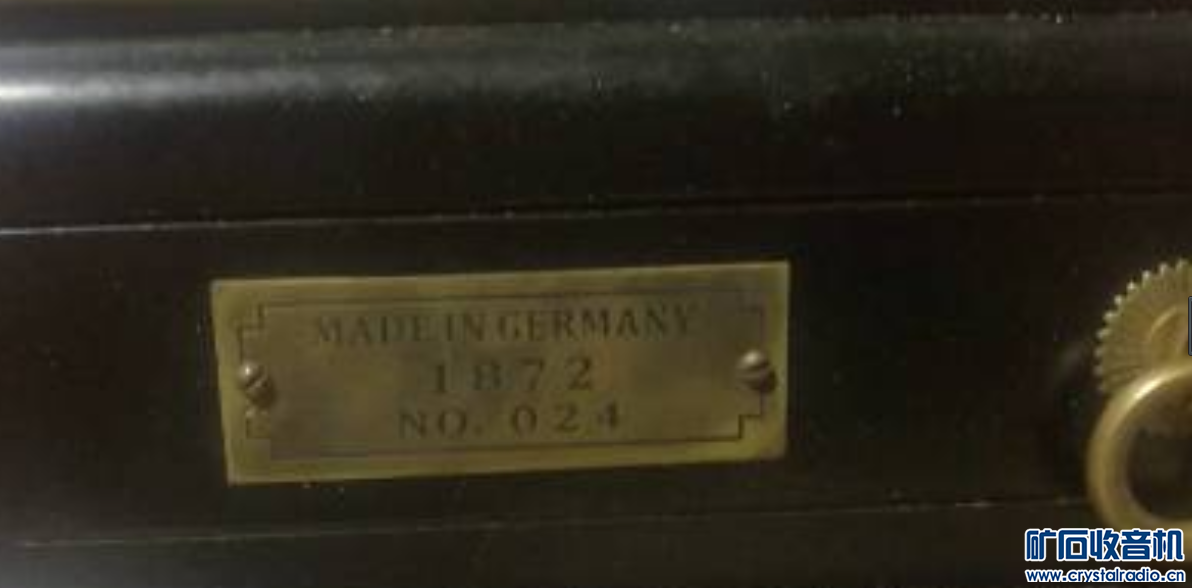 MADE IN GERMANY
1872
NO. 024
矿石收音机
www.crystalradio.cn